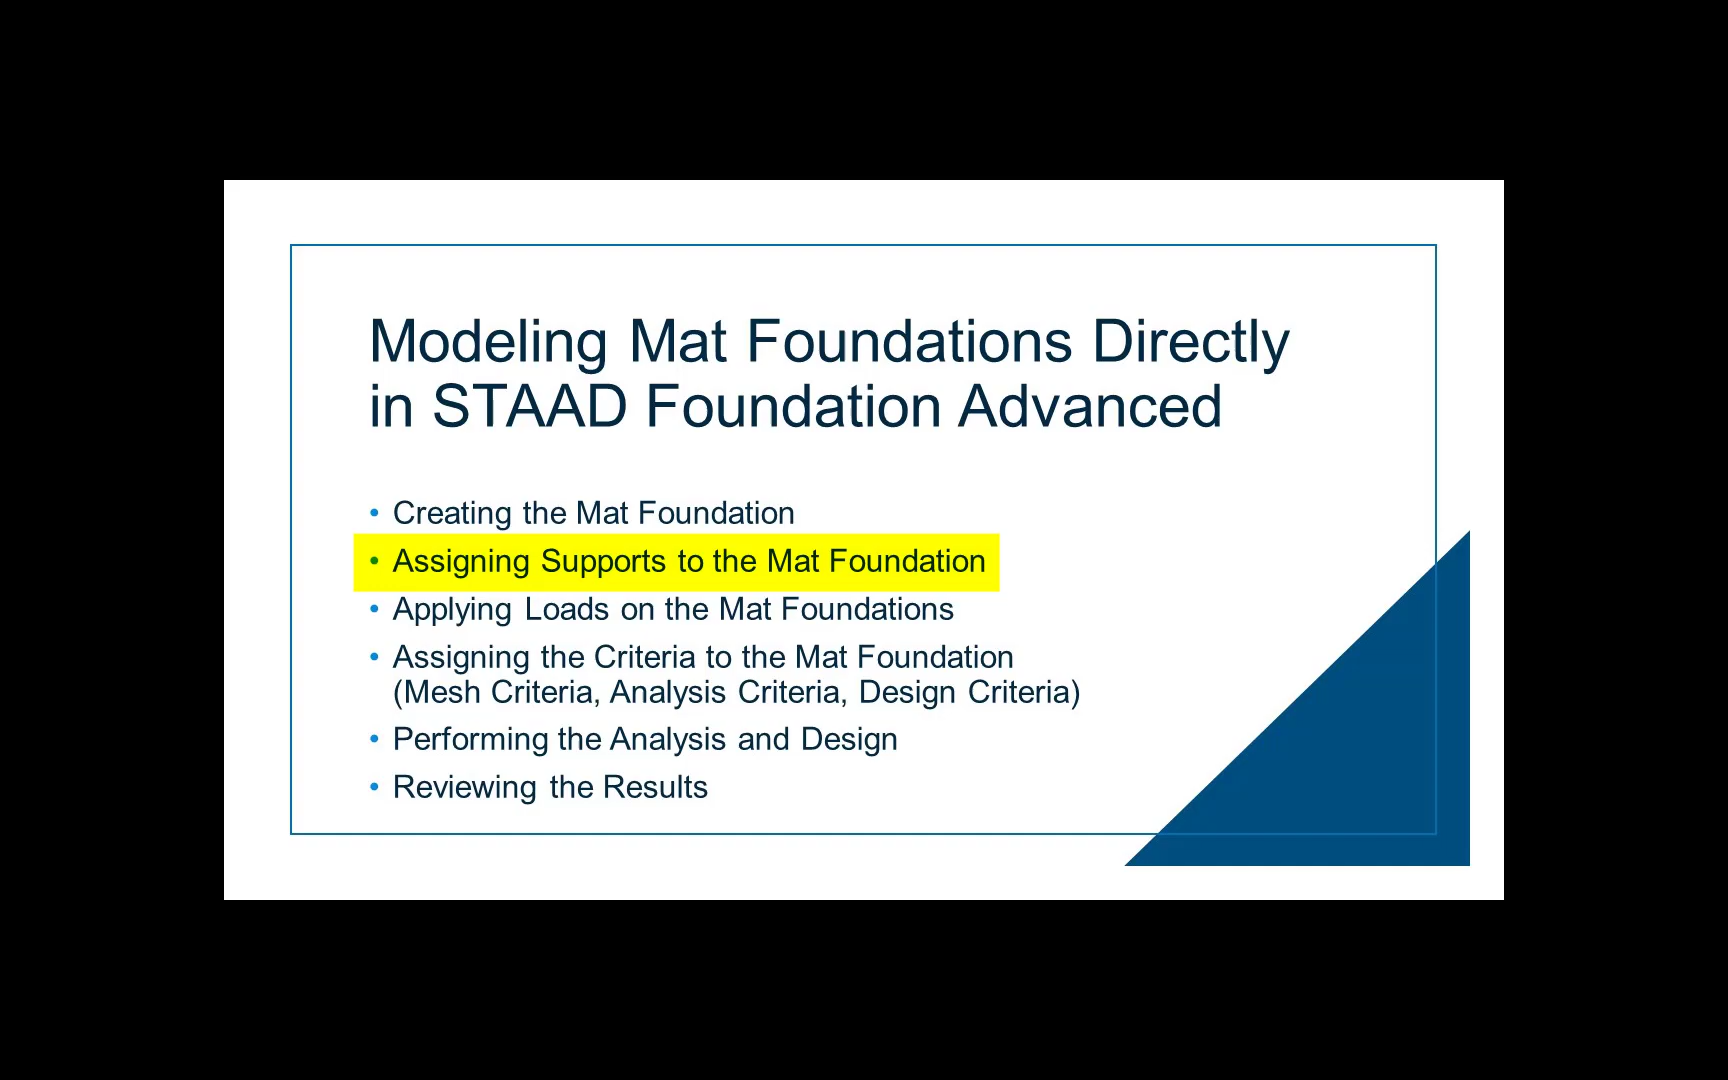 Modeling Mat Foundations Directly
in STAAD Foundation Advanced
• Creating the Mat Foundation
• Assigning Supports to the Mat Foundation
• Applying Loads on the Mat Foundations
• Assigning the Criteria to the Mat Foundation
(Mesh Criteria, Analysis Criteria, Design Criteria)
• Performing the Analysis and Design
• Reviewing the Results